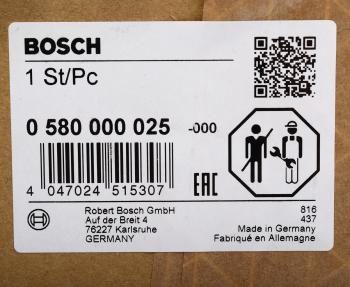 BOSCH
1 St/Pc
0 580 000 025 -000
4 047024 515307
EAC
Robert Bosch GmbH
Auf der Breit 4
76227 Karlsruhe
GERMANY
816
437
Made in Germany
Fabriqué en Allemagne